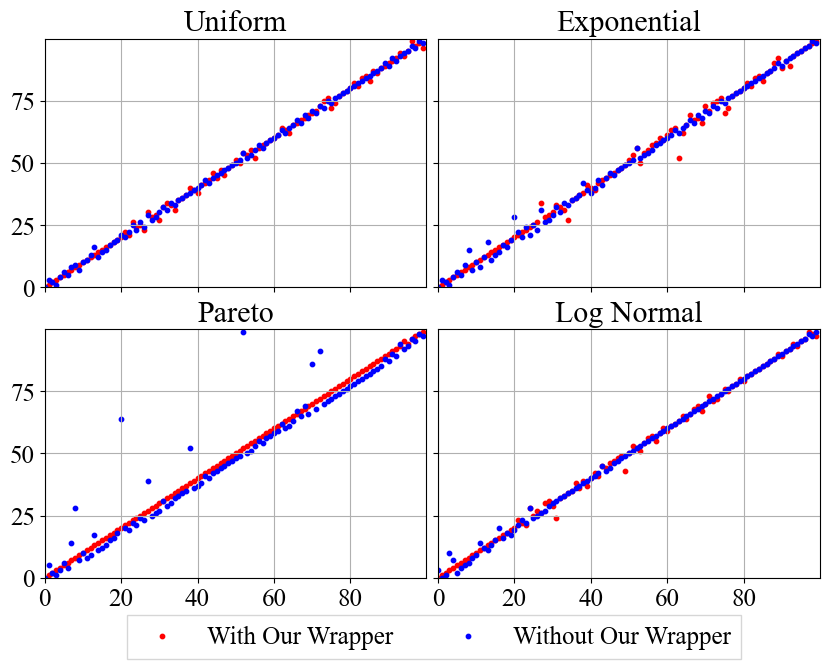 Uniform
Exponential
75
50
25
0
Pareto
Log Normal
75
50
25
0
0 20 40 60 80
0 20 40 60 80
With Our Wrapper
Without Our Wrapper